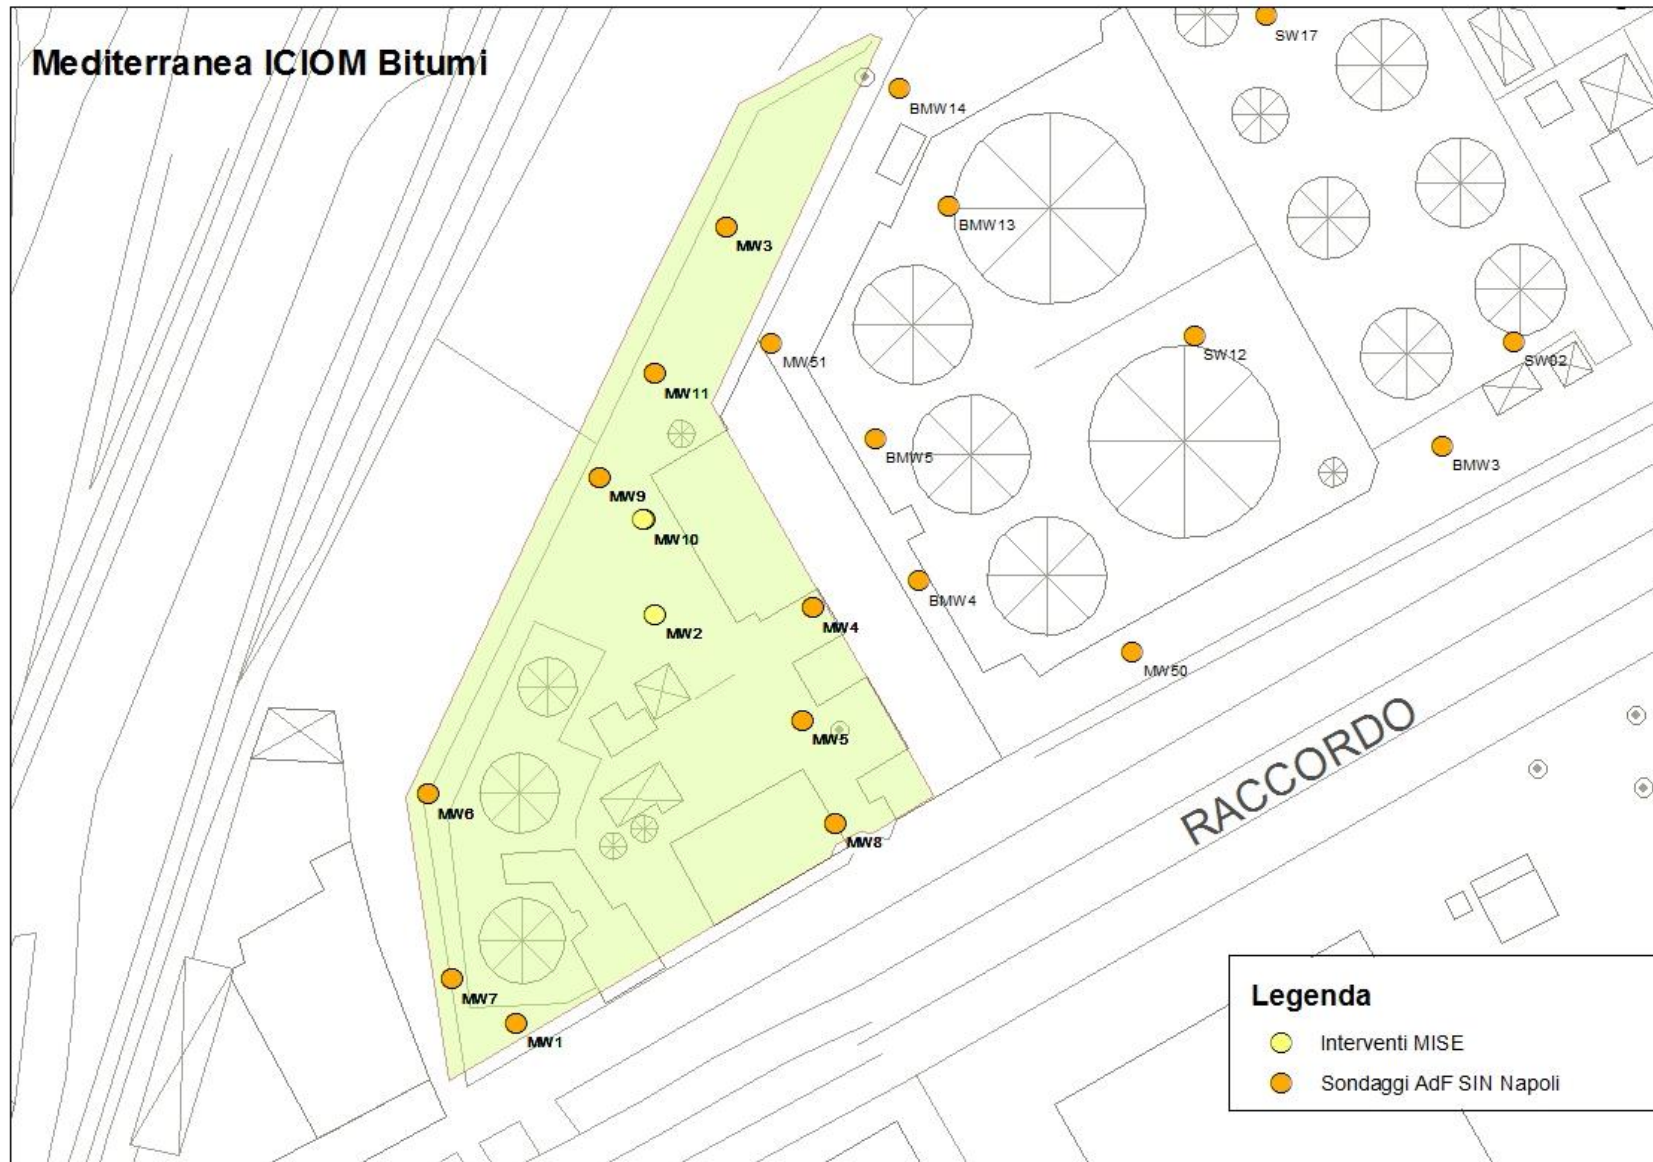 Mediterranea ICIOM Bitumi
SW17
BMW14
BMW13
MW3
MW51
SW12
SW02
MW11
BMW5
BMW3
MW9
MW10
BMW4
MW4
MW2
MW50
MW5
RACCORDO
MW6
MW8
MW7
MW1
Legenda
Interventi MISE
Sondaggi AdF SIN Napoli